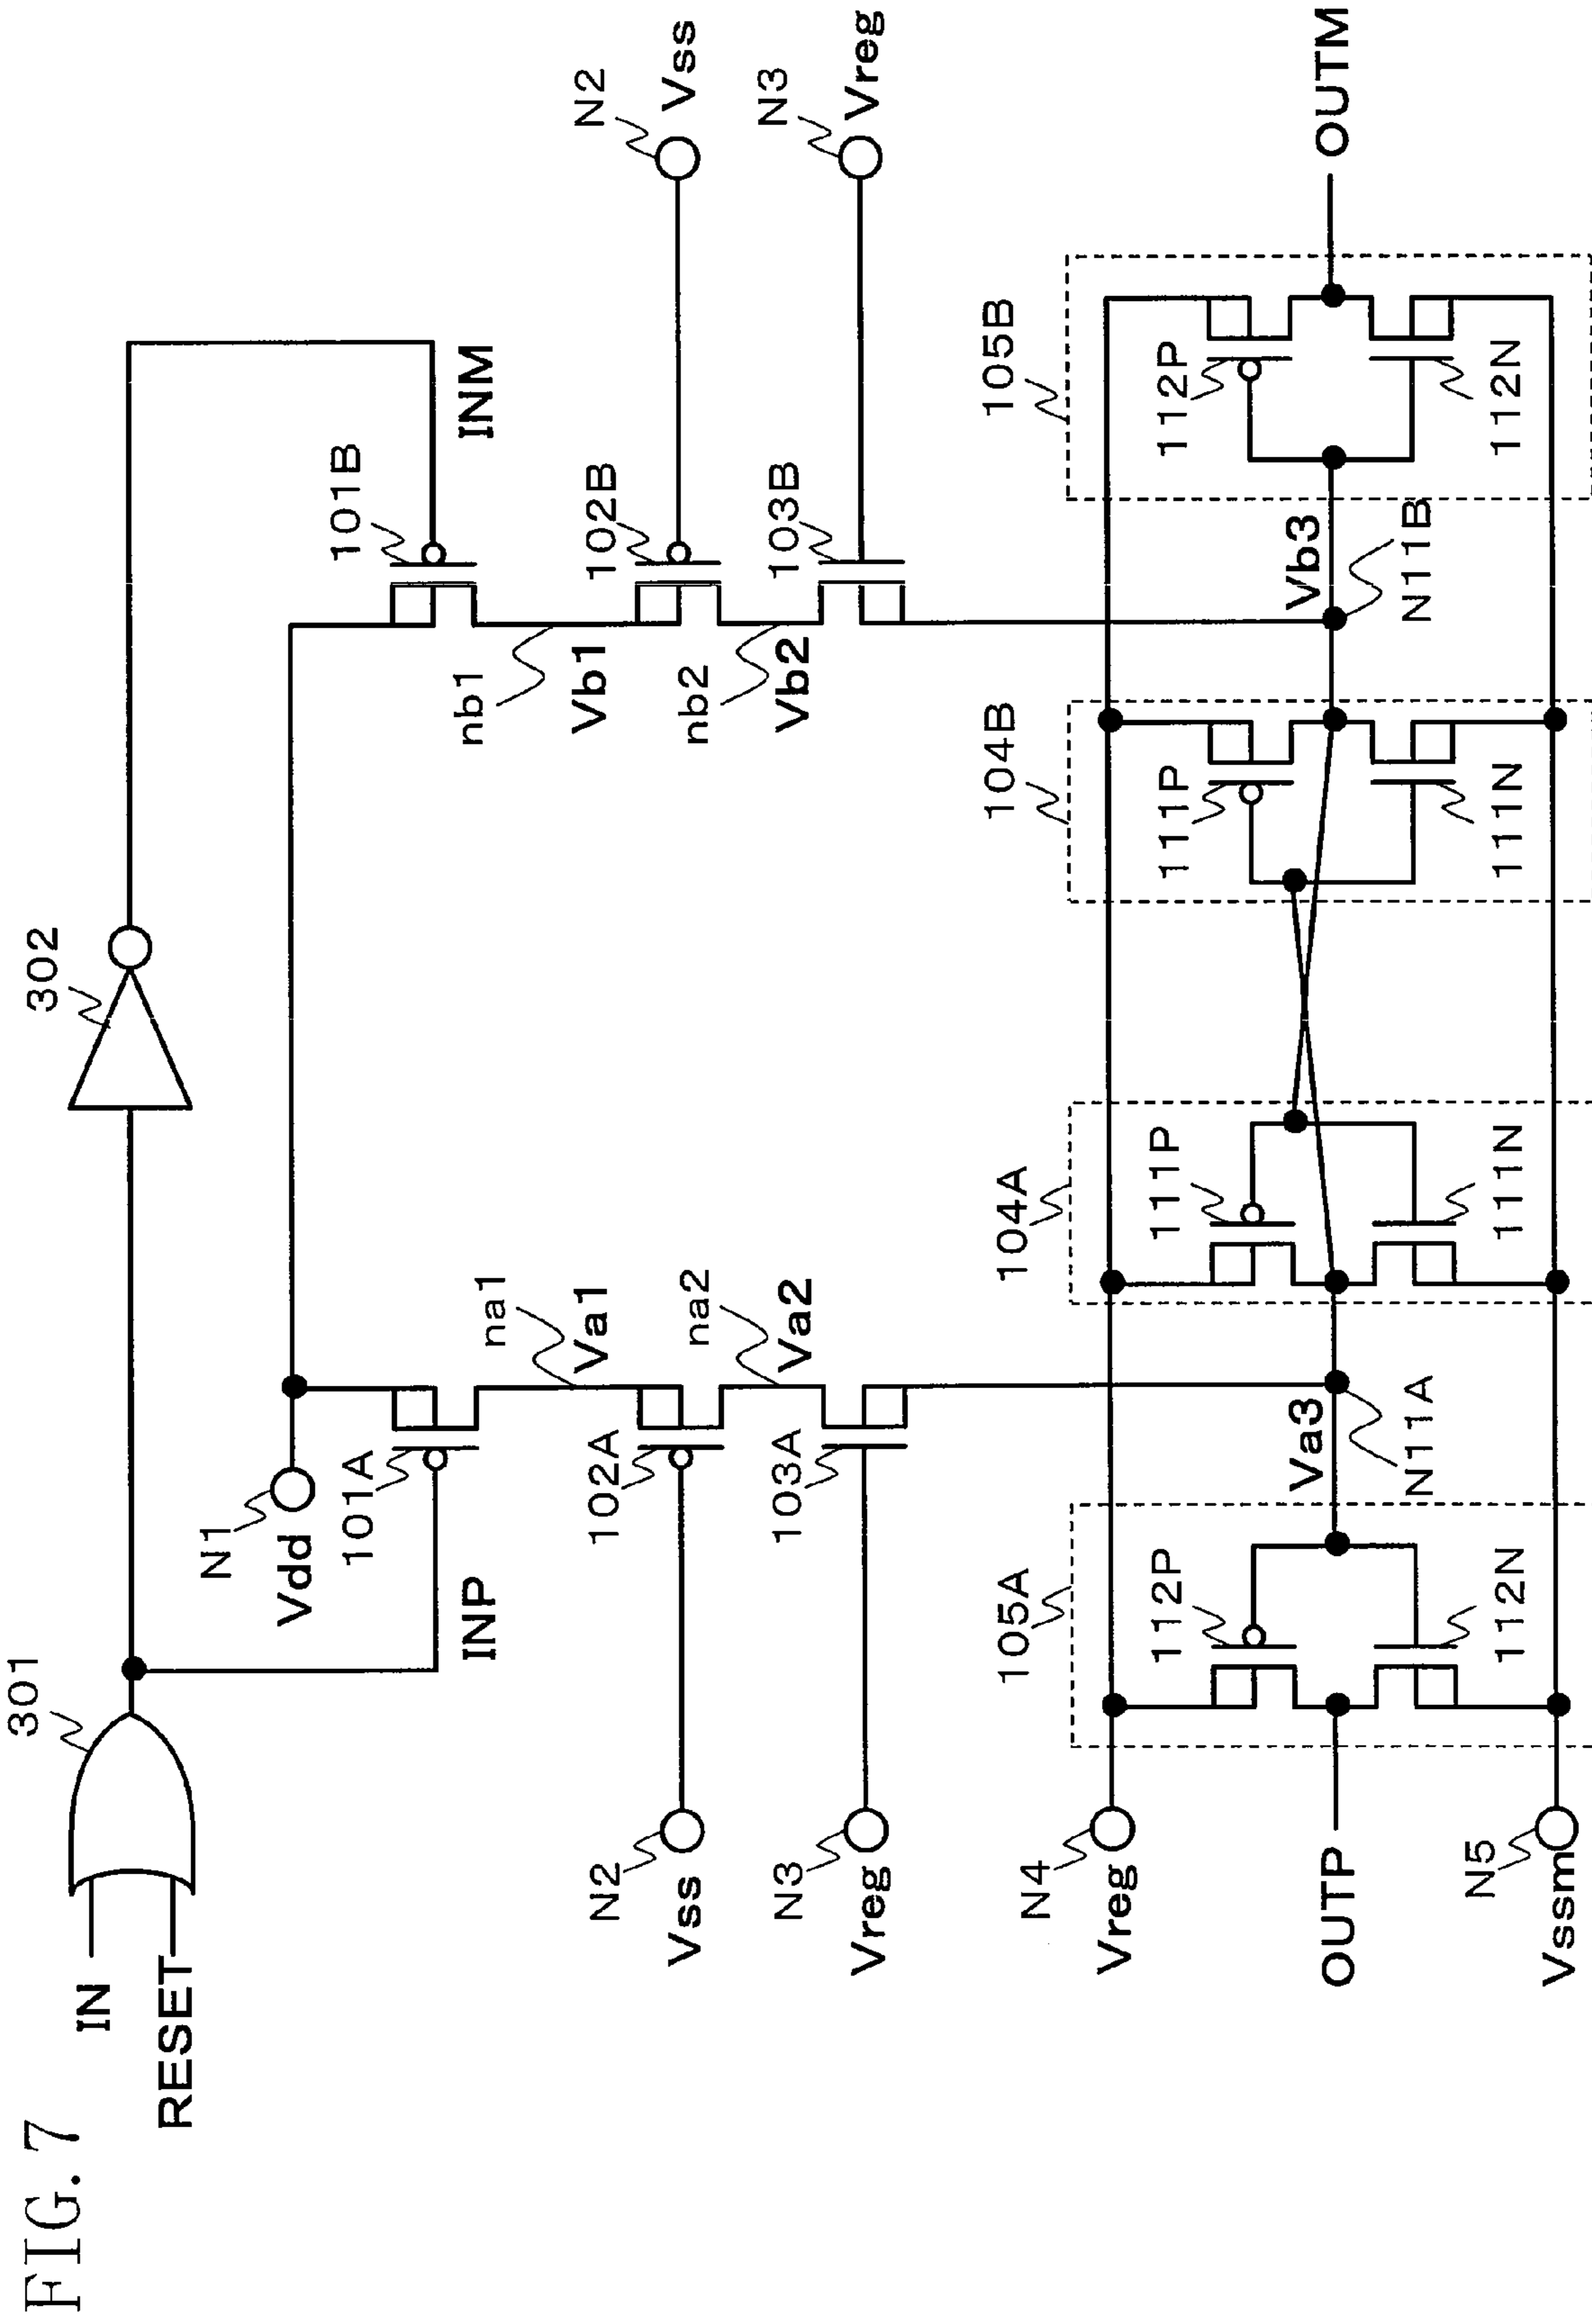 FIG. 7
IN
RESET
301
302
N1
Vdd
101A
INP
101B
INM
na1
Va1
nb1
Vb1
N2
Vss
102A
102B
N2
Vss
na2
Va2
nb2
Vb2
N3
Vreg
103A
103B
N3
Vreg
105A
104A
104B
105B
N4
Vreg
112P
111P
111P
112P
OUTP
Va3
Vb3
OUTM
N11A
N11B
112N
111N
111N
112N
N5
Vssm